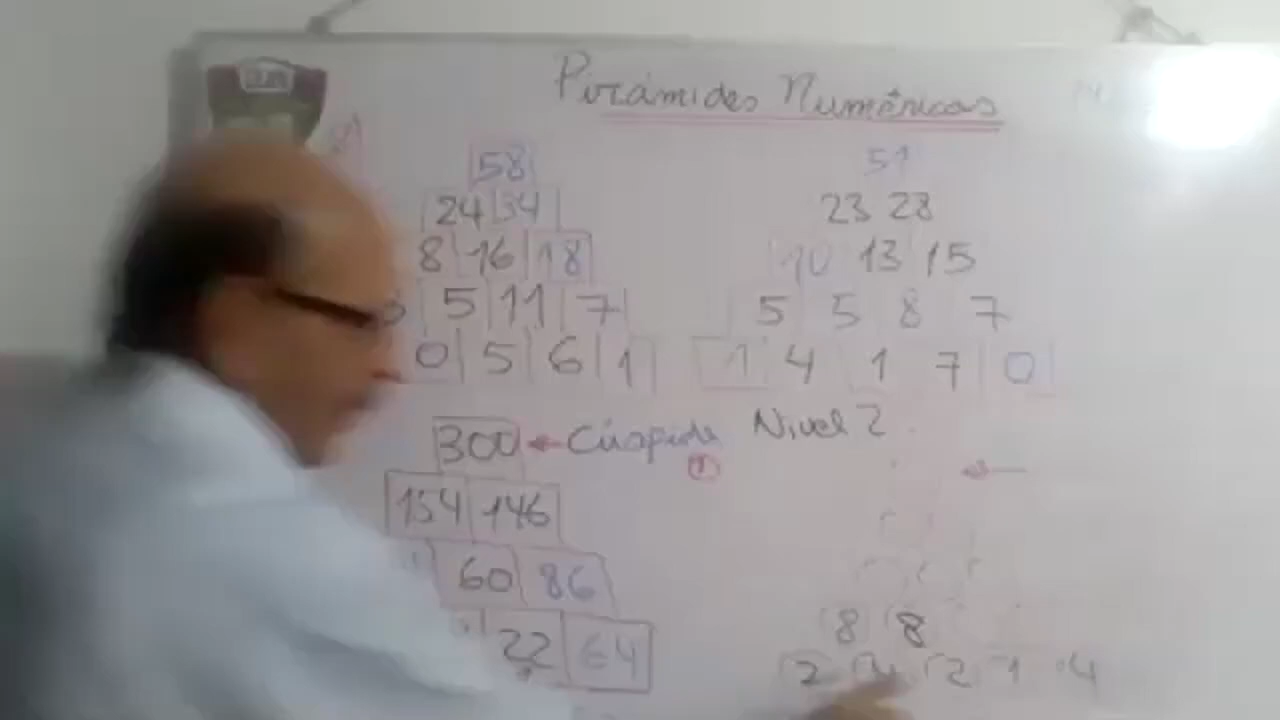 Pirámides Numéricas
58
24 34
8 16 18
5 11 7
0 5 6 1
51
23 28
10 13 15
5 5 8 7
1 4 1 7 0
300 ← Cúspide Nivel 2
154 146
60 86
22 64
8 8
2 4 2 1 4